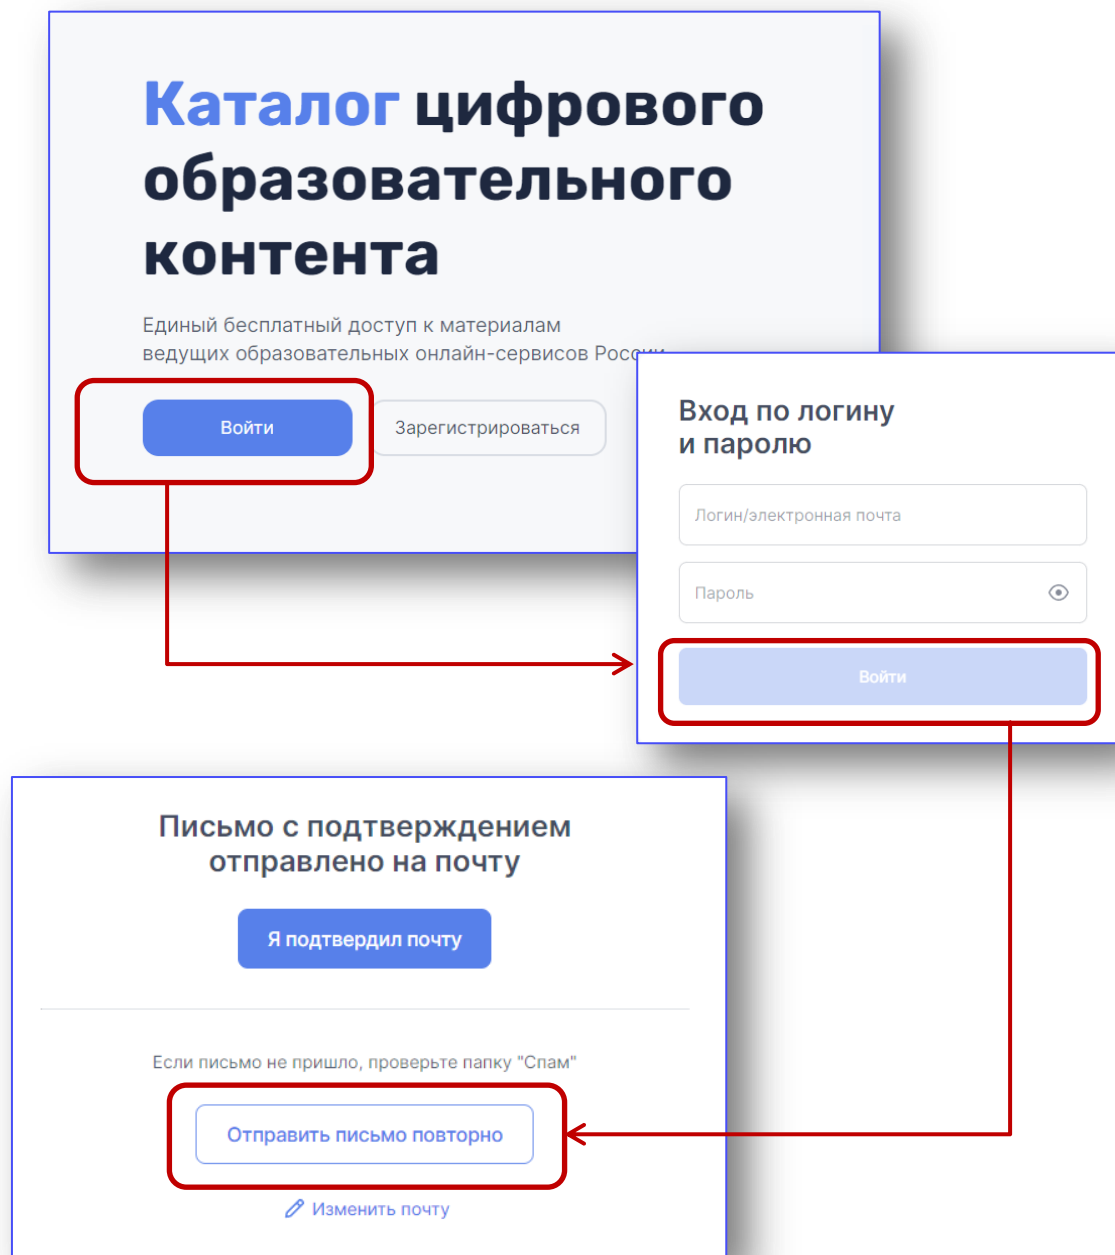 Каталог цифрового
образовательного
контента
Единый бесплатный доступ к материалам
ведущих образовательных онлайн-сервисов России
Войти
Зарегистрироваться
Вход по логину
и паролю
Логин/электронная почта
Пароль
Войти
Письмо с подтверждением
отправлено на почту
Я подтвердил почту
Если письмо не пришло, проверьте папку "Спам"
Отправить письмо повторно
Изменить почту